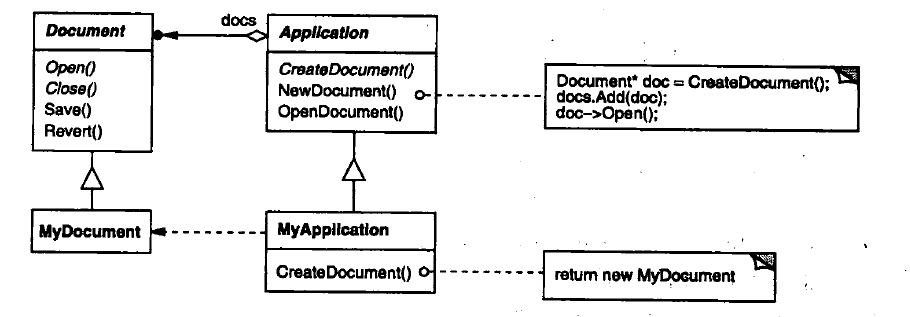 Document
Open()
Close()
Save()
Revert()
docs
Application
CreateDocument()
NewDocument()
OpenDocument()
Document* doc = CreateDocument();
docs.Add(doc);
doc->Open();
MyDocument
MyApplication
CreateDocument()
return new MyDocument